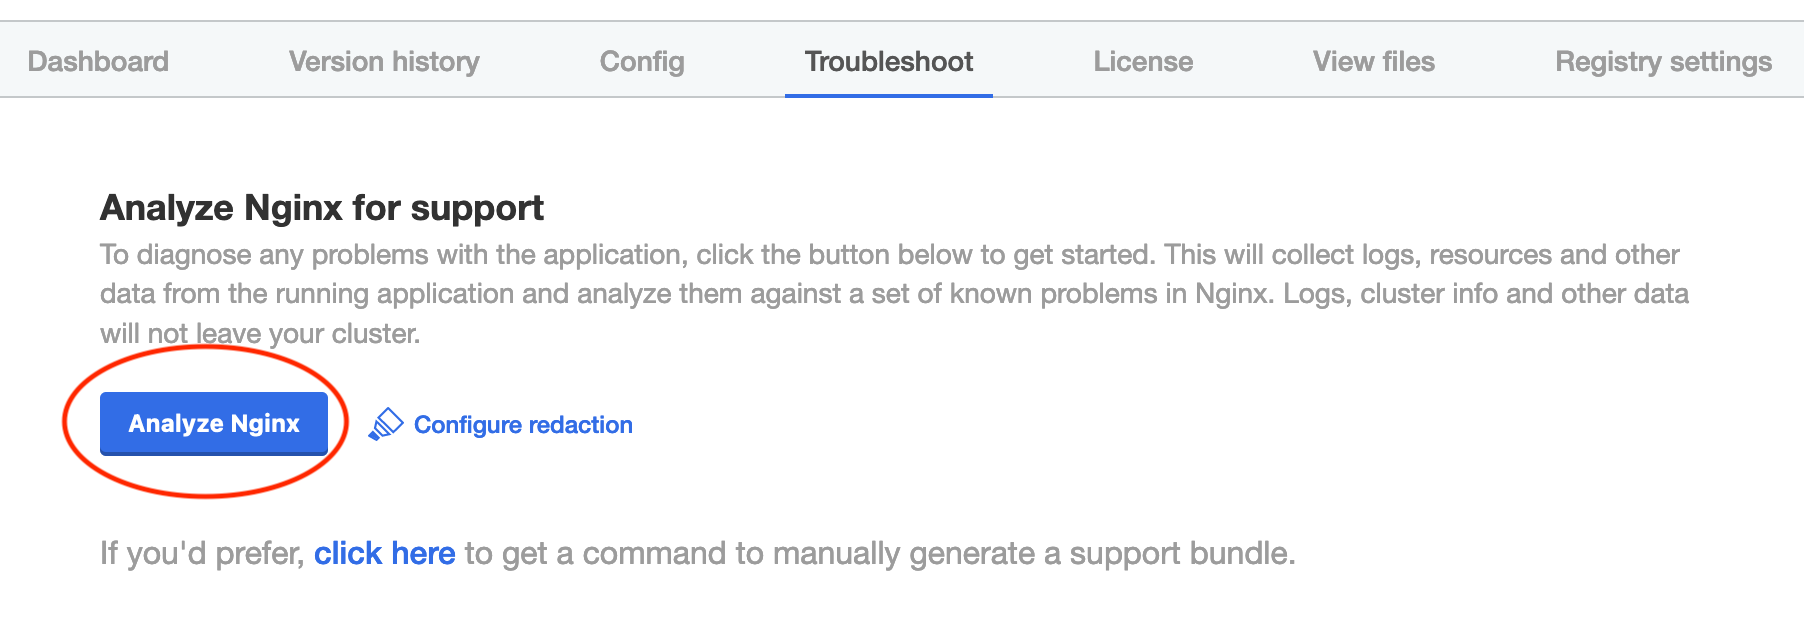 Dashboard Version history Config Troubleshoot License View files Registry settings
Analyze Nginx for support
To diagnose any problems with the application, click the button below to get started. This will collect logs, resources and other
data from the running application and analyze them against a set of known problems in Nginx. Logs, cluster info and other data
will not leave your cluster.
Analyze Nginx Configure redaction
If you'd prefer, click here to get a command to manually generate a support bundle.